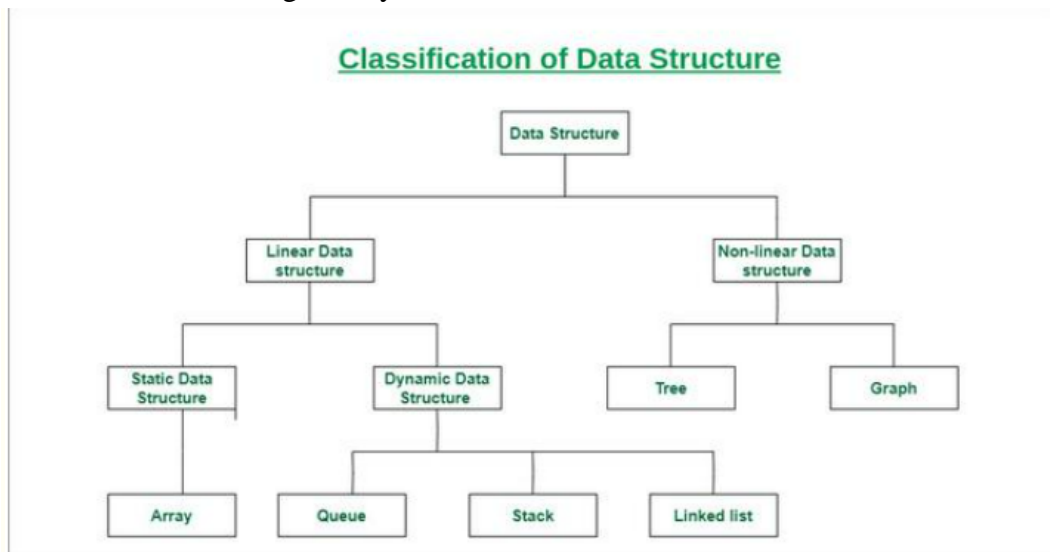 Classification of Data Structure
Data Structure
Linear Data
structure
Non-linear Data
structure
Static Data
Structure
Dynamic Data
Structure
Tree
Graph
Array
Queue
Stack
Linked list